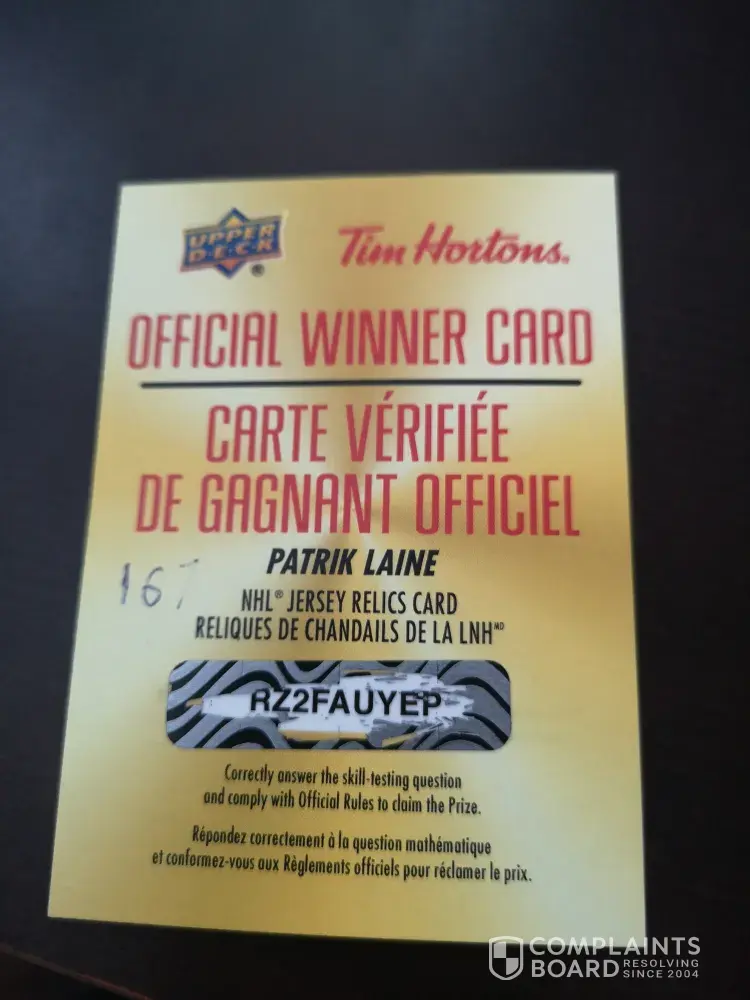 UPPER
DECK®
Tim Hortons.
OFFICIAL WINNER CARD
CARTE VÉRIFIÉE
DE GAGNANT OFFICIEL
PATRIK LAINE
167
NHL® JERSEY RELICS CARD
RELIQUES DE CHANDAILS DE LA LNH MD
RZ2FAUYEP
Correctly answer the skill-testing question
and comply with Official Rules to claim the Prize.
Répondez correctement à la question mathématique
et conformez-vous aux Règlements officiels pour réclamer le prix.
COMPLAINTS
BOARD RESOLVING
SINCE 2004